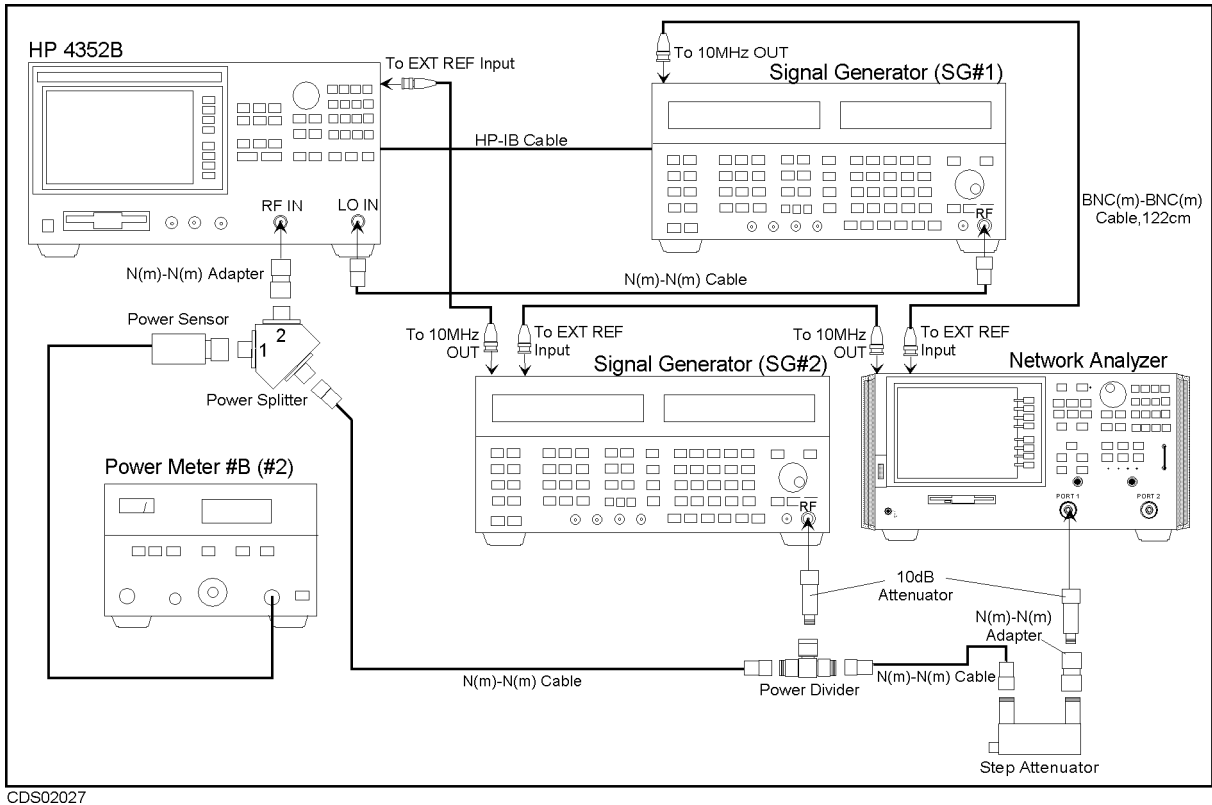 HP 4352B
To EXT REF Input
To 10MHz OUT
Signal Generator (SG#1)
HP-IB Cable
RF IN
LO IN
RF
BNC(m)-BNC(m)
Cable,122cm
N(m)-N(m) Adapter
N(m)-N(m) Cable
Power Sensor
1
2
Power Splitter
To 10MHz
OUT
To EXT REF
Input
To 10MHz
OUT
To EXT REF
Input
Signal Generator (SG#2)
Network Analyzer
Power Meter #B (#2)
RF
PORT 1
PORT 2
10dB
Attenuator
N(m)-N(m)
Adapter
N(m)-N(m) Cable
Power Divider
N(m)-N(m) Cable
Step Attenuator
CDS02027